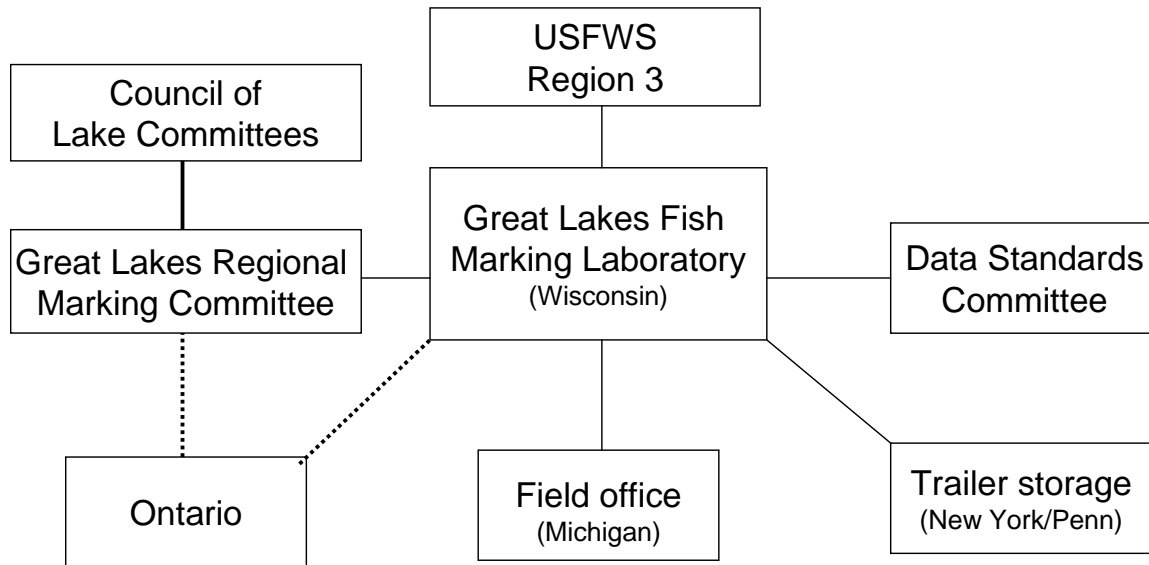 USFWS
Region 3
Council of
Lake Committees
Great Lakes Fish
Marking Laboratory
(Wisconsin)
Great Lakes Regional
Marking Committee
Data Standards
Committee
Ontario
Field office
(Michigan)
Trailer storage
(New York/Penn)